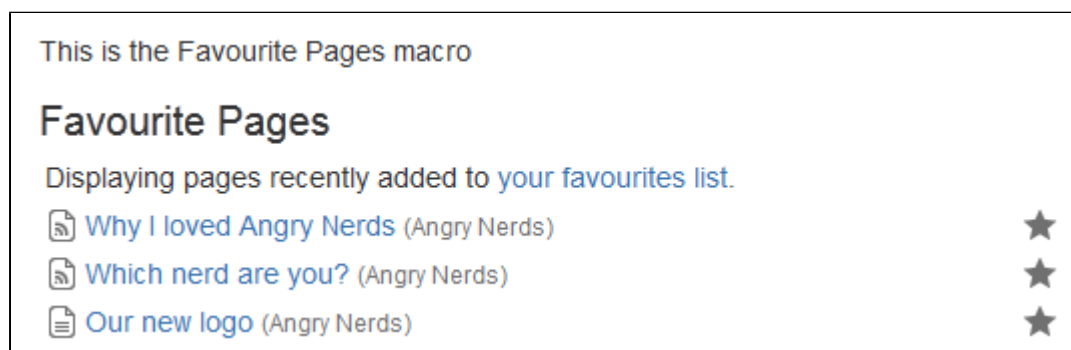 This is the Favourite Pages macro
Favourite Pages
Displaying pages recently added to your favourites list.
Why I loved Angry Nerds (Angry Nerds)
Which nerd are you? (Angry Nerds)
Our new logo (Angry Nerds)